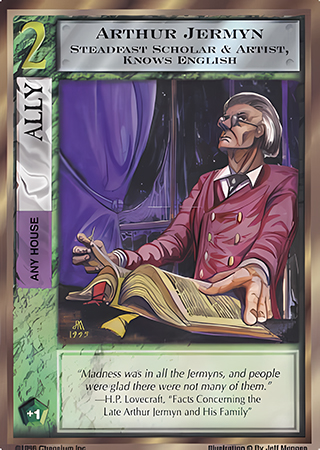 2
ARTHUR JERMYN
STEADFAST SCHOLAR & ARTIST,
KNOWS ENGLISH
ALLY
ANY HOUSE
JM
1995
+1/
"Madness was in all the Jermyns, and people
were glad there were not many of them."
—H.P. Lovecraft, "Facts Concerning the
Late Arthur Jermyn and His Family"
©1996 Chaosium Inc.
Illustration © By Jeff Menges